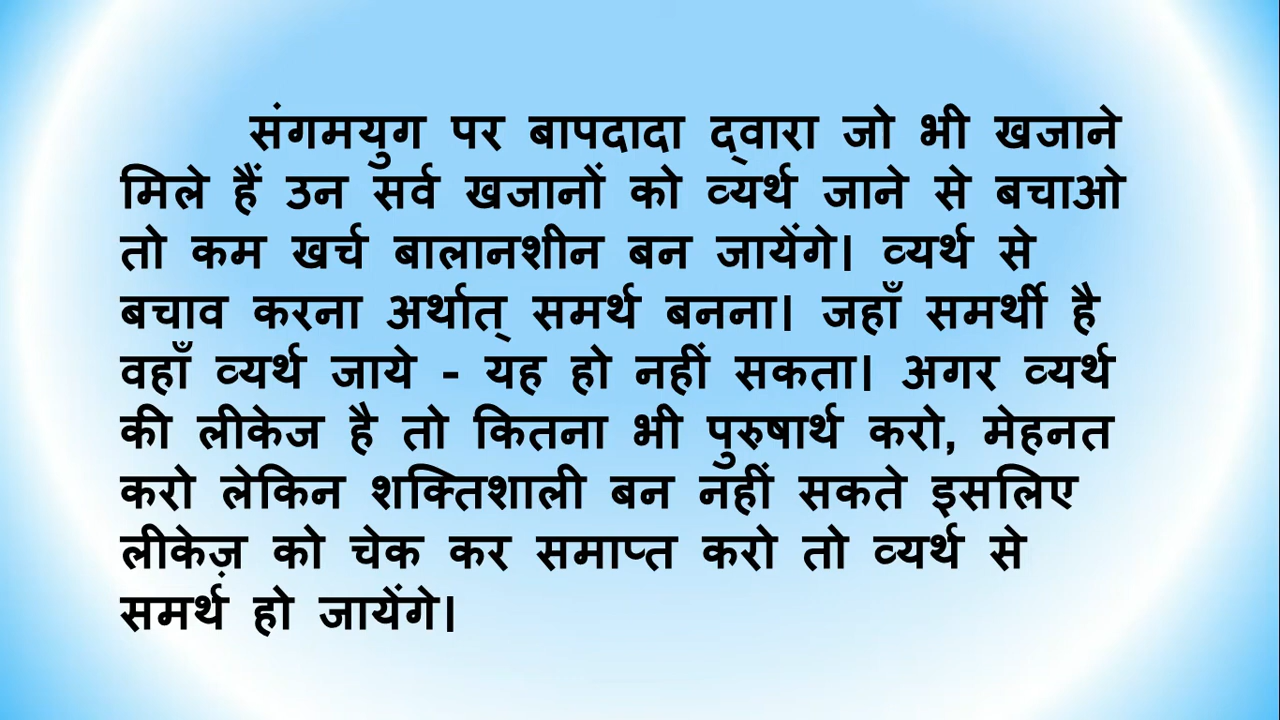 संगमयुग पर बापदादा द्वारा जो भी खजाने
मिले हैं उन सर्व खजानों को व्यर्थ जाने से बचाओ
तो कम खर्च बालानशीन बन जायेंगे। व्यर्थ से
बचाव करना अर्थात् समर्थ बनना। जहाँ समर्थी है
वहाँ व्यर्थ जाये - यह हो नहीं सकता। अगर व्यर्थ
की लीकेज है तो कितना भी पुरुषार्थ करो, मेहनत
करो लेकिन शक्तिशाली बन नहीं सकते इसलिए
लीकेज़ को चेक कर समाप्त करो तो व्यर्थ से
समर्थ हो जायेंगे।